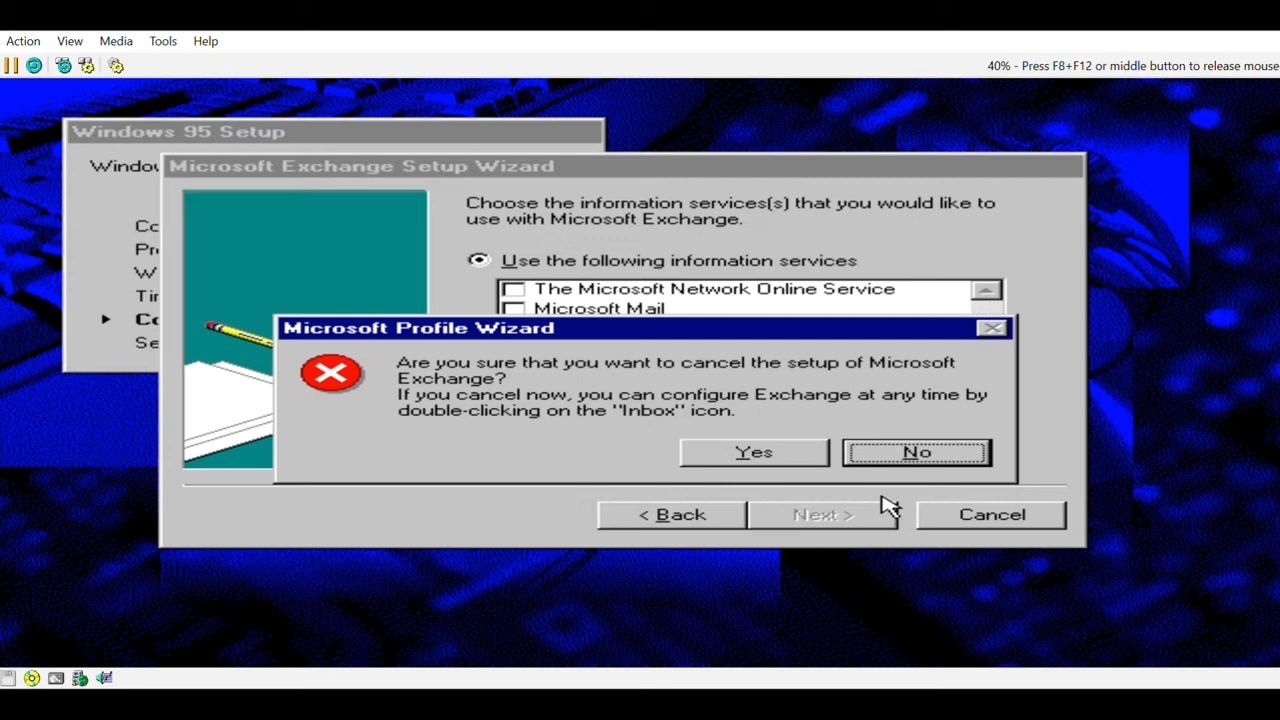 Action View Media Tools Help
40% - Press F8+F12 or middle button to release mouse
Windows 95 Setup
Microsoft Exchange Setup Wizard
Choose the information services(s) that you would like to
use with Microsoft Exchange.
Use the following information services
The Microsoft Network Online Service
Microsoft Mail
Microsoft Profile Wizard
Are you sure that you want to cancel the setup of Microsoft
Exchange?
If you cancel now, you can configure Exchange at any time by
double-clicking on the "Inbox" icon.
Yes No
< Back Next > Cancel